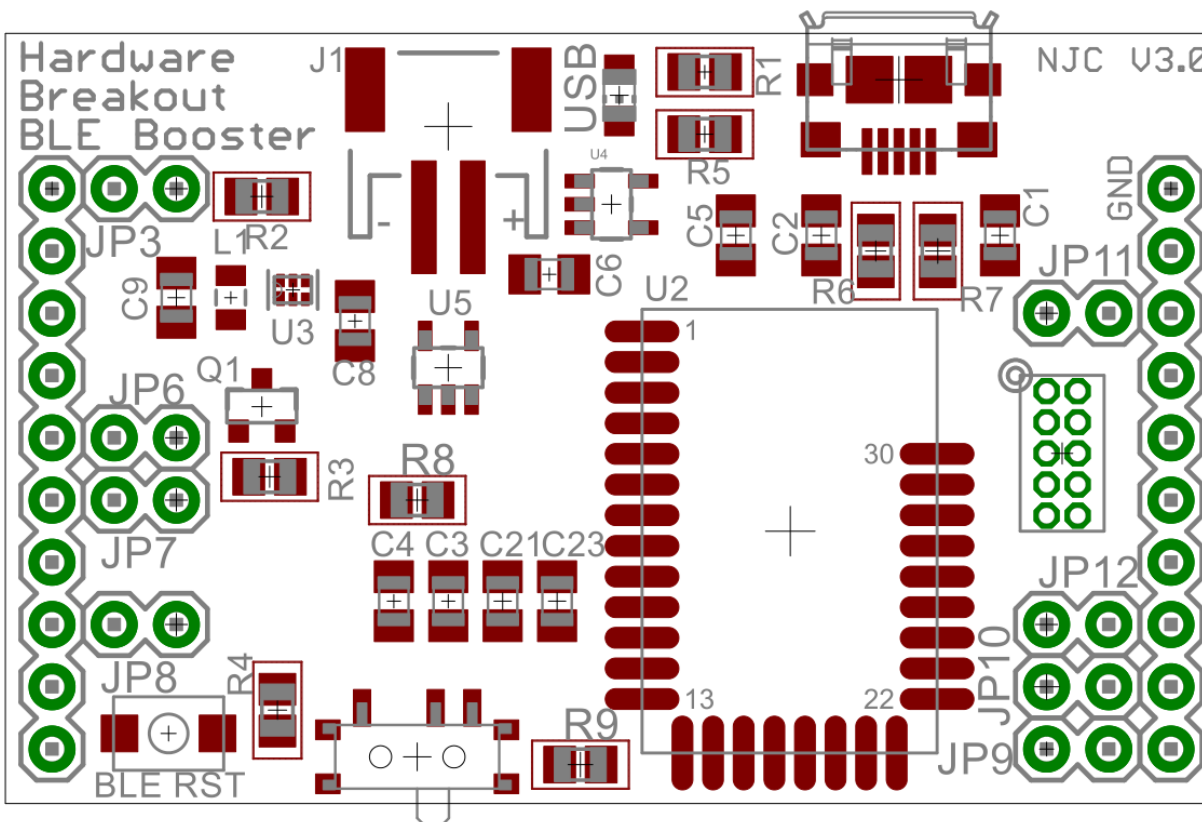 Hardware
Breakout
BLE Booster
J1
USB
R1
NJC V3.0
U4
R5
-
+
C5
C2
C1
GND
JP3
L1
R2
C9
U3
C8
U5
C6
U2
R6
R7
JP11
1
Q1
JP6
R3
R8
30
JP7
C4
C3
C21
C23
JP12
JP8
R4
JP10
13
22
R9
JP9
BLE RST